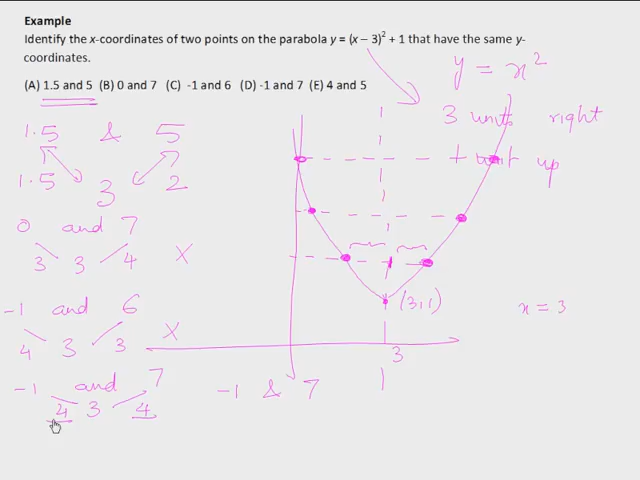 Example
Identify the x-coordinates of two points on the parabola y = (x – 3)² + 1 that have the same y-
coordinates.
(A) 1.5 and 5 (B) 0 and 7 (C) -1 and 6 (D) -1 and 7 (E) 4 and 5
y = x²
3 units right
1 unit up
1.5 & 5
1.5 3 2
0 and 7
3 3 4 X
-1 and 6
4 3 3 X
-1 and 7
4 3 4
-1 & 7
(3,1)
3
x = 3